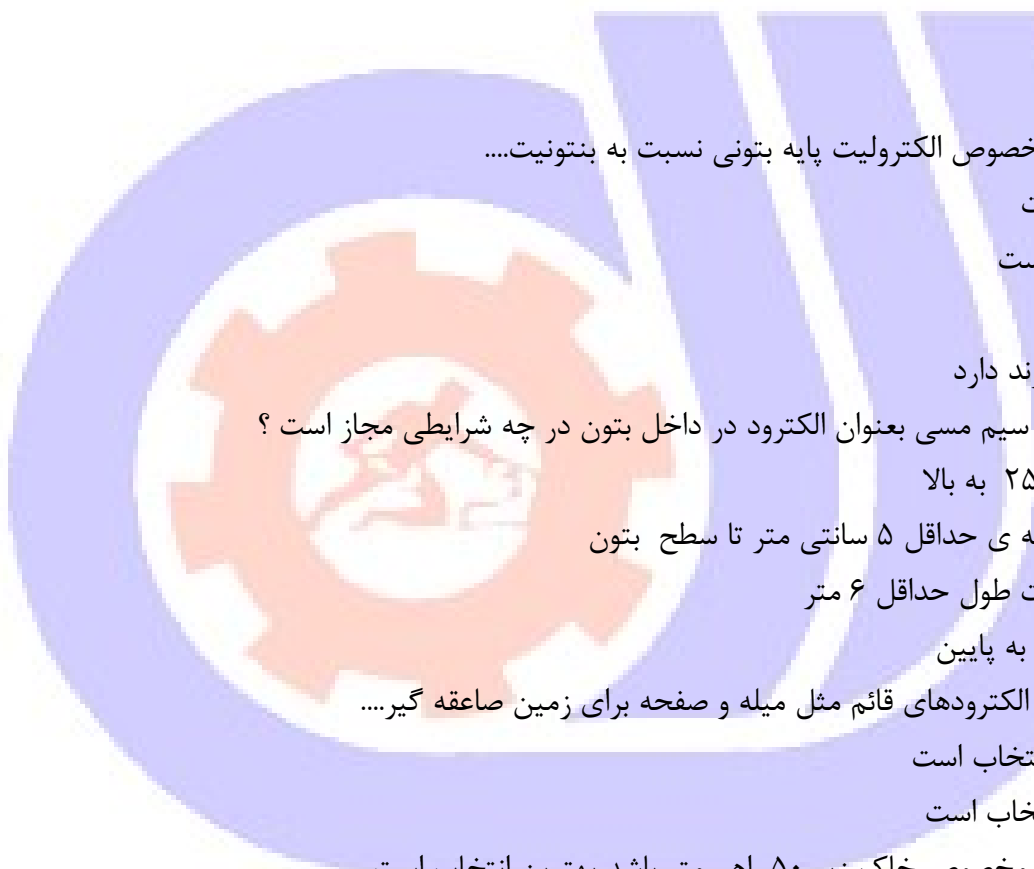 خصوص الکترولیت پایه بتونی نسبت به بنتونیت....
ند دارد
سیم مسی بعنوان الکترود در داخل بتون در چه شرایطی مجاز است ؟
۲۵ به بالا
ه ی حداقل ۵ سانتی متر تا سطح بتون
ت طول حداقل ۶ متر
به پایین
الکترودهای قائم مثل میله و صفحه برای زمین صاعقه گیر....
تخاب است
خاب است